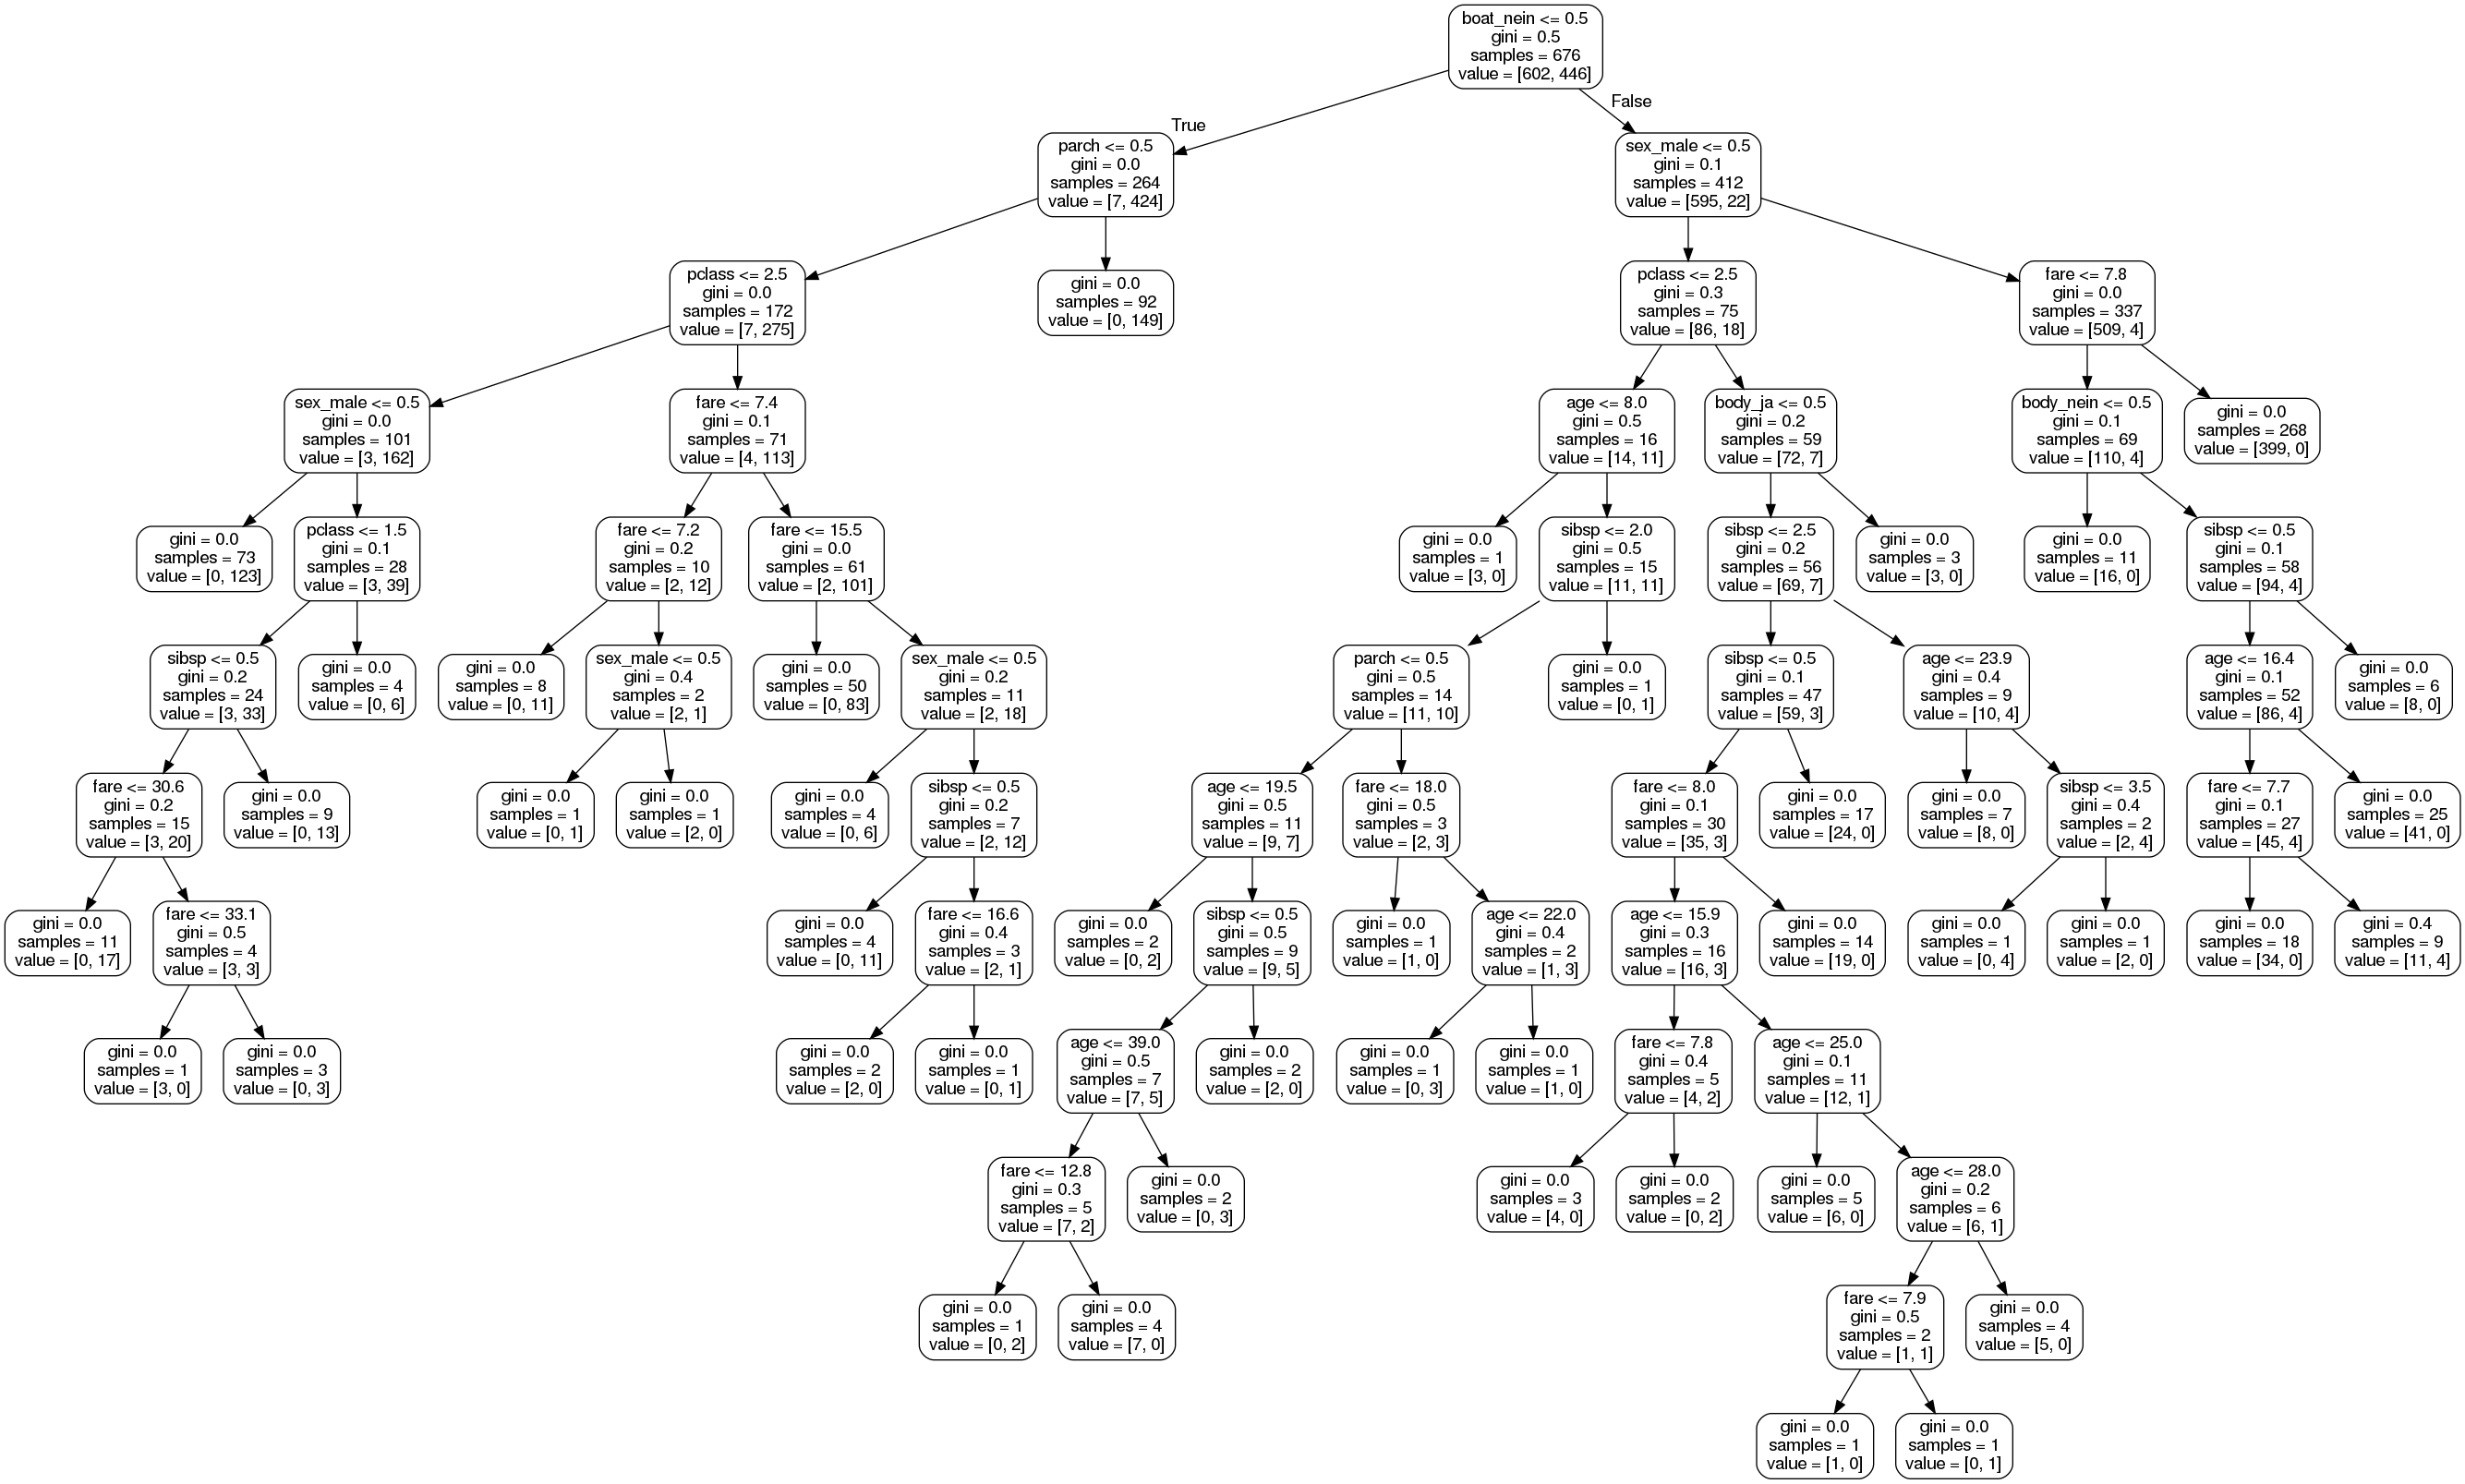 boat_nein <= 0.5
gini = 0.5
samples = 676
value = [602, 446]
True
False
parch <= 0.5
gini = 0.0
samples = 264
value = [7, 424]
sex_male <= 0.5
gini = 0.1
samples = 412
value = [595, 22]
pclass <= 2.5
gini = 0.0
samples = 172
value = [7, 275]
gini = 0.0
samples = 92
value = [0, 149]
pclass <= 2.5
gini = 0.3
samples = 75
value = [86, 18]
fare <= 7.8
gini = 0.0
samples = 337
value = [509, 4]
sex_male <= 0.5
gini = 0.0
samples = 101
value = [3, 162]
fare <= 7.4
gini = 0.1
samples = 71
value = [4, 113]
age <= 8.0
gini = 0.5
samples = 16
value = [14, 11]
body_ja <= 0.5
gini = 0.2
samples = 59
value = [72, 7]
body_nein <= 0.5
gini = 0.1
samples = 69
value = [110, 4]
gini = 0.0
samples = 268
value = [399, 0]
gini = 0.0
samples = 73
value = [0, 123]
pclass <= 1.5
gini = 0.1
samples = 28
value = [3, 39]
fare <= 7.2
gini = 0.2
samples = 10
value = [2, 12]
fare <= 15.5
gini = 0.0
samples = 61
value = [2, 101]
gini = 0.0
samples = 1
value = [3, 0]
sibsp <= 2.0
gini = 0.5
samples = 15
value = [11, 11]
sibsp <= 2.5
gini = 0.2
samples = 56
value = [69, 7]
gini = 0.0
samples = 3
value = [3, 0]
gini = 0.0
samples = 11
value = [16, 0]
sibsp <= 0.5
gini = 0.1
samples = 58
value = [94, 4]
sibsp <= 0.5
gini = 0.2
samples = 24
value = [3, 33]
gini = 0.0
samples = 4
value = [0, 6]
gini = 0.0
samples = 8
value = [0, 11]
sex_male <= 0.5
gini = 0.4
samples = 2
value = [2, 1]
gini = 0.0
samples = 50
value = [0, 83]
sex_male <= 0.5
gini = 0.2
samples = 11
value = [2, 18]
parch <= 0.5
gini = 0.5
samples = 14
value = [11, 10]
gini = 0.0
samples = 1
value = [0, 1]
sibsp <= 0.5
gini = 0.1
samples = 47
value = [59, 3]
age <= 23.9
gini = 0.4
samples = 9
value = [10, 4]
age <= 16.4
gini = 0.1
samples = 52
value = [86, 4]
gini = 0.0
samples = 6
value = [8, 0]
fare <= 30.6
gini = 0.2
samples = 15
value = [3, 20]
gini = 0.0
samples = 9
value = [0, 13]
gini = 0.0
samples = 1
value = [0, 1]
gini = 0.0
samples = 1
value = [2, 0]
gini = 0.0
samples = 4
value = [0, 6]
sibsp <= 0.5
gini = 0.2
samples = 7
value = [2, 12]
age <= 19.5
gini = 0.5
samples = 11
value = [9, 7]
fare <= 18.0
gini = 0.5
samples = 3
value = [2, 3]
fare <= 8.0
gini = 0.1
samples = 30
value = [35, 3]
gini = 0.0
samples = 17
value = [24, 0]
gini = 0.0
samples = 7
value = [8, 0]
sibsp <= 3.5
gini = 0.4
samples = 2
value = [2, 4]
fare <= 7.7
gini = 0.1
samples = 27
value = [45, 4]
gini = 0.0
samples = 25
value = [41, 0]
gini = 0.0
samples = 11
value = [0, 17]
fare <= 33.1
gini = 0.5
samples = 4
value = [3, 3]
gini = 0.0
samples = 4
value = [0, 11]
fare <= 16.6
gini = 0.4
samples = 3
value = [2, 1]
gini = 0.0
samples = 2
value = [0, 2]
sibsp <= 0.5
gini = 0.5
samples = 9
value = [9, 5]
gini = 0.0
samples = 1
value = [1, 0]
age <= 22.0
gini = 0.4
samples = 2
value = [1, 3]
age <= 15.9
gini = 0.3
samples = 16
value = [16, 3]
gini = 0.0
samples = 14
value = [19, 0]
gini = 0.0
samples = 1
value = [0, 4]
gini = 0.0
samples = 1
value = [2, 0]
gini = 0.0
samples = 18
value = [34, 0]
gini = 0.4
samples = 9
value = [11, 4]
gini = 0.0
samples = 1
value = [3, 0]
gini = 0.0
samples = 3
value = [0, 3]
gini = 0.0
samples = 2
value = [2, 0]
gini = 0.0
samples = 1
value = [0, 1]
age <= 39.0
gini = 0.5
samples = 7
value = [7, 5]
gini = 0.0
samples = 2
value = [2, 0]
gini = 0.0
samples = 1
value = [0, 3]
gini = 0.0
samples = 1
value = [1, 0]
fare <= 7.8
gini = 0.4
samples = 5
value = [4, 2]
age <= 25.0
gini = 0.1
samples = 11
value = [12, 1]
fare <= 12.8
gini = 0.3
samples = 5
value = [7, 2]
gini = 0.0
samples = 2
value = [0, 3]
gini = 0.0
samples = 3
value = [4, 0]
gini = 0.0
samples = 2
value = [0, 2]
gini = 0.0
samples = 5
value = [6, 0]
age <= 28.0
gini = 0.2
samples = 6
value = [6, 1]
gini = 0.0
samples = 1
value = [0, 2]
gini = 0.0
samples = 4
value = [7, 0]
fare <= 7.9
gini = 0.5
samples = 2
value = [1, 1]
gini = 0.0
samples = 4
value = [5, 0]
gini = 0.0
samples = 1
value = [1, 0]
gini = 0.0
samples = 1
value = [0, 1]